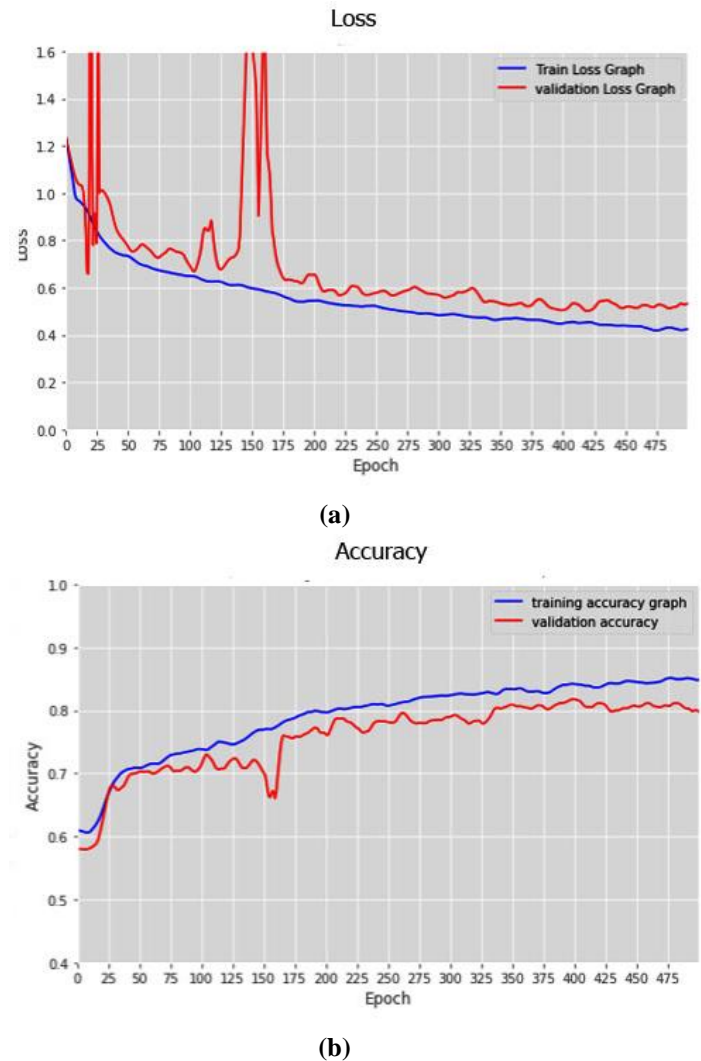 Loss
1.6
1.4
1.2
1.0
0.8
0.6
0.4
0.2
0.0
Loss
Train Loss Graph
validation Loss Graph
0 25 50 75 100 125 150 175 200 225 250 275 300 325 350 375 400 425 450 475
Epoch
(a)
Accuracy
1.0
0.9
0.8
0.7
0.6
0.5
0.4
Accuracy
training accuracy graph
validation accuracy
0 25 50 75 100 125 150 175 200 225 250 275 300 325 350 375 400 425 450 475
Epoch
(b)